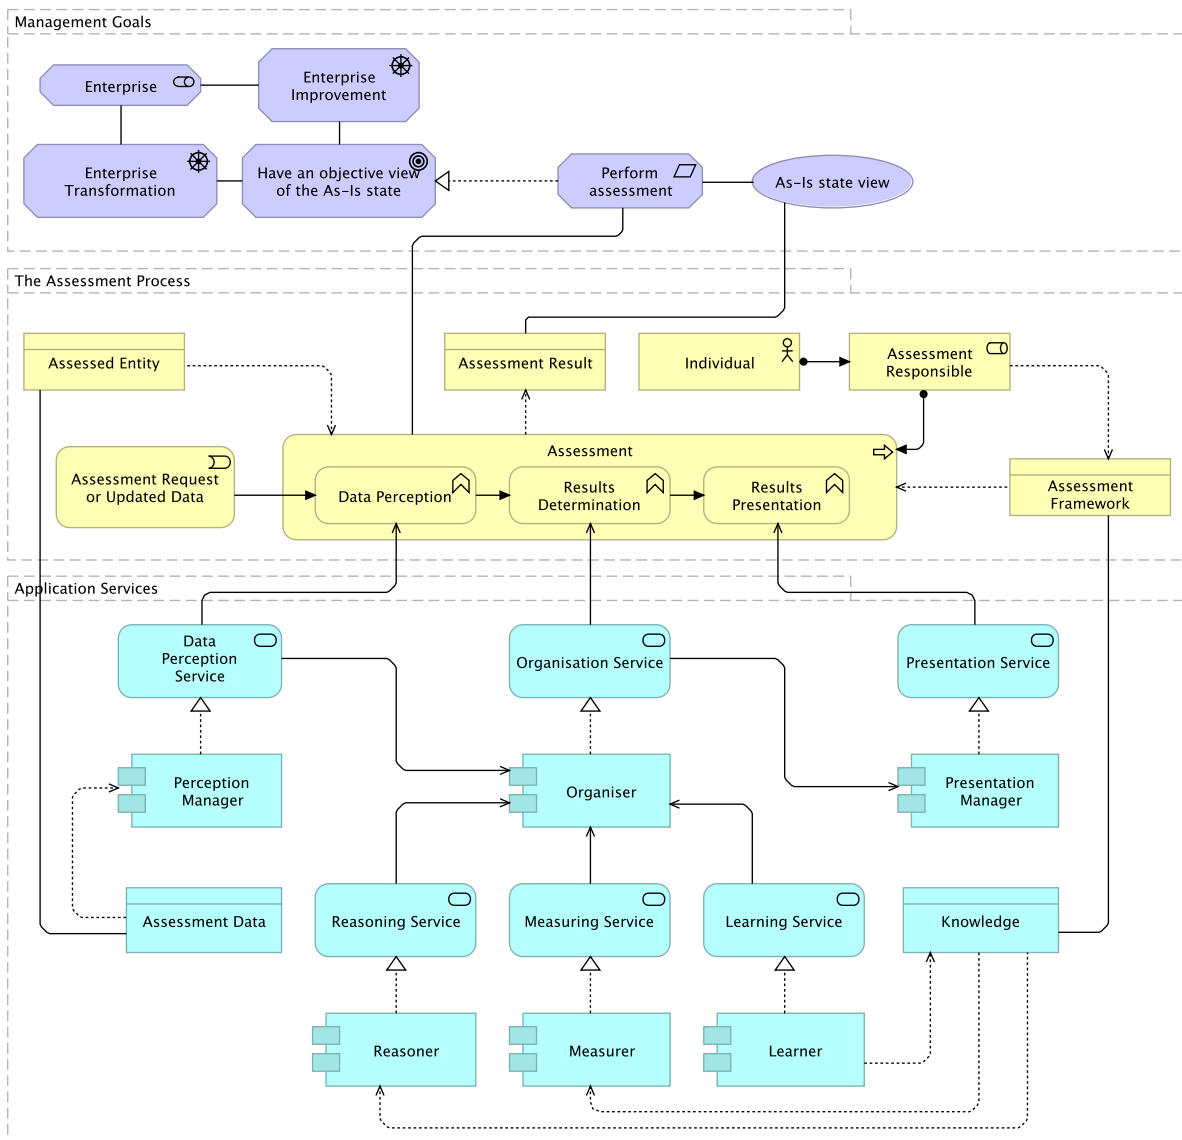 Management Goals
Enterprise
Enterprise
Improvement
Enterprise
Transformation
Have an objective view
of the As-Is state
Perform
assessment
As-Is state view
The Assessment Process
Assessed Entity
Assessment Result
Individual
Assessment
Responsible
Assessment Request
or Updated Data
Assessment
Data Perception
Results
Determination
Results
Presentation
Assessment
Framework
Application Services
Data
Perception
Service
Organisation Service
Presentation Service
Perception
Manager
Organiser
Presentation
Manager
Assessment Data
Reasoning Service
Measuring Service
Learning Service
Knowledge
Reasoner
Measurer
Learner